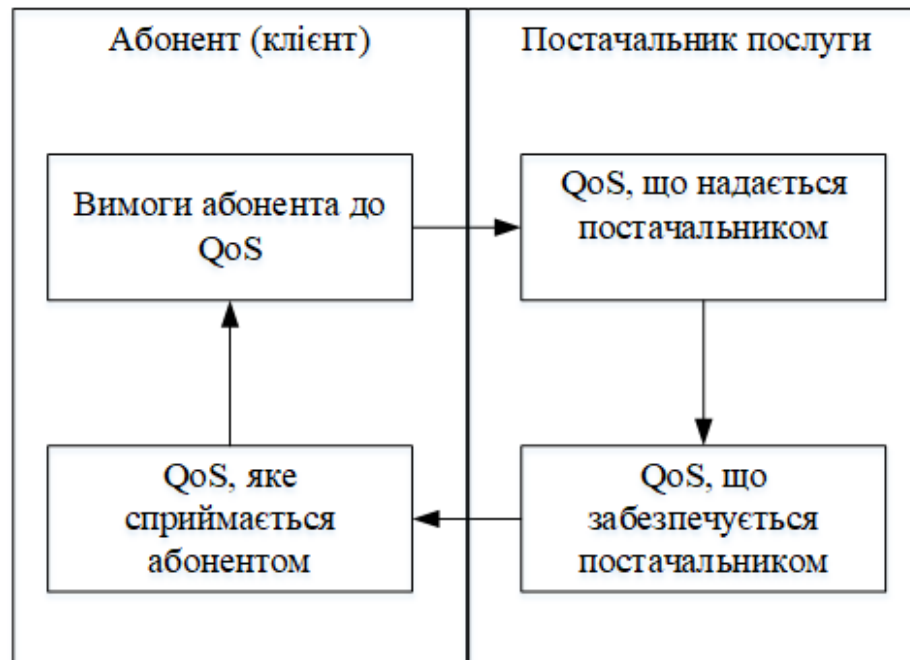 Абонент (клієнт)
Постачальник послуги
Вимоги абонента до
QoS
QoS, що надається
постачальником
QoS, яке
сприймається
абонентом
QoS, що
забезпечується
постачальником